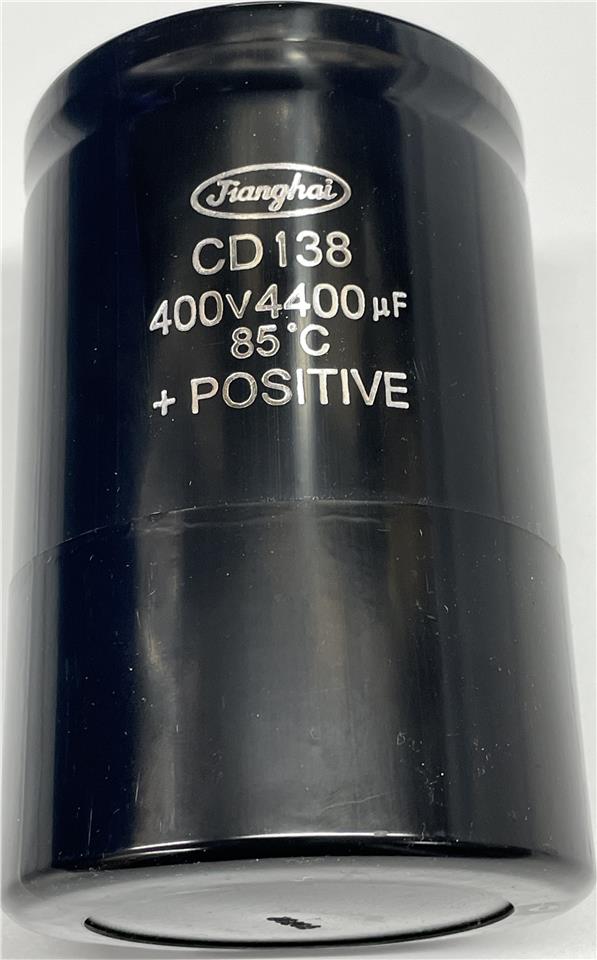 Jianghai
CD138
400V4400μF
85°C
+ POSITIVE